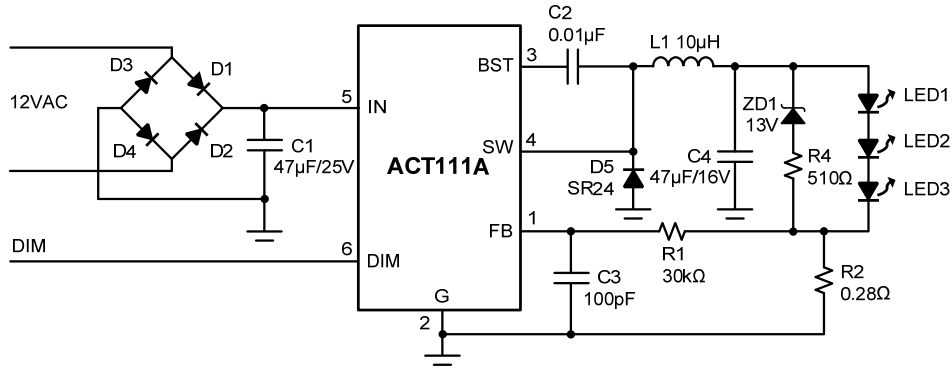 C2
0.01µF
L1 10µH
3
BST
D3
D1
12VAC
5
IN
ZD1
13V
LED1
D4
D2
C1
47µF/25V
ACT111A
SW
4
D5
SR24
C4
47µF/16V
R4
510Ω
LED2
LED3
FB
1
DIM
6
DIM
R1
30kΩ
C3
100pF
R2
0.28Ω
G
2